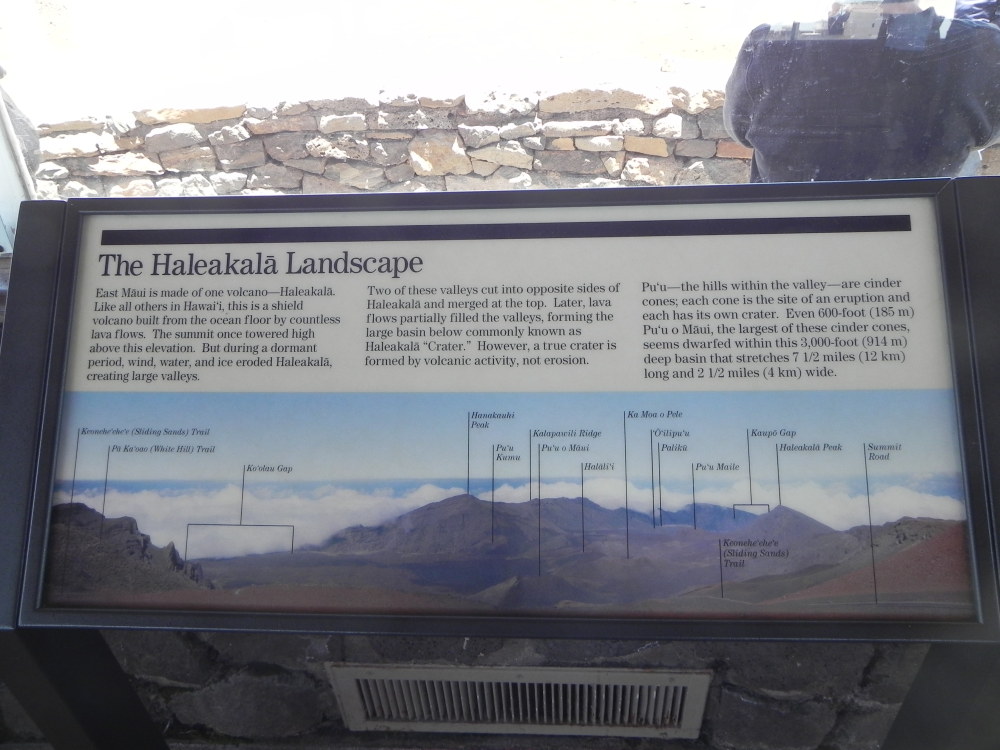 The Haleakalā Landscape
East Māui is made of one volcano—Haleakalā.
Like all others in Hawai'i, this is a shield
volcano built from the ocean floor by countless
lava flows. The summit once towered high
above this elevation. But during a dormant
period, wind, water, and ice eroded Haleakalā,
creating large valleys.
Two of these valleys cut into opposite sides of
Haleakalā and merged at the top. Later, lava
flows partially filled the valleys, forming the
large basin below commonly known as
Haleakalā “Crater.” However, a true crater is
formed by volcanic activity, not erosion.
Pu'u—the hills within the valley—are cinder
cones; each cone is the site of an eruption and
each has its own crater. Even 600-foot (185 m)
Pu'u o Māui, the largest of these cinder cones,
seems dwarfed within this 3,000-foot (914 m)
deep basin that stretches 7 1/2 miles (12 km)
long and 2 1/2 miles (4 km) wide.
Keonehe'ehe'e (Sliding Sands) Trail
Pā Ka'oao (White Hill) Trail
Ko'olau Gap
Hanakauhi
Peak
Pu'u
Kumu
Kalapawili Ridge
Pu'u o Māui
Halāli'i
Ka Moa o Pele
'Ō'ilipu'u
Palikū
Pu'u Maile
Kaupō Gap
Haleakalā Peak
Summit
Road
Keonehe'ehe'e
(Sliding Sands)
Trail